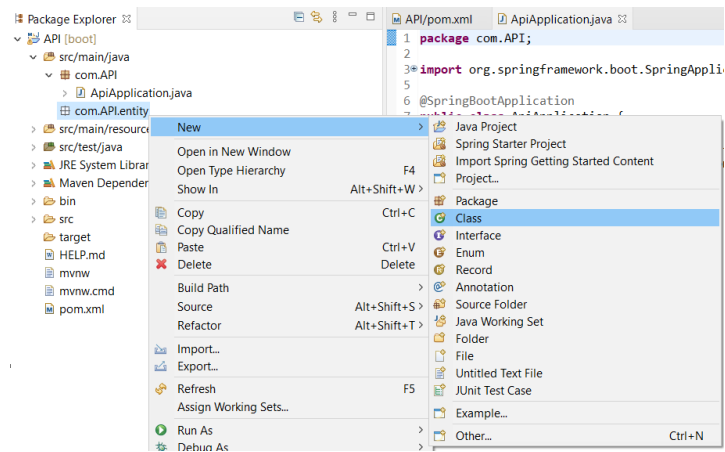 Package Explorer
API [boot]
src/main/java
com.API
ApiApplication.java
com.API.entity
src/main/resource
src/test/java
JRE System Librar
Maven Depender
bin
src
target
HELP.md
mvnw
mvnw.cmd
pom.xml
API/pom.xml
ApiApplication.java
1 package com.API;
2
3 import org.springframework.boot.SpringAppli
5
6 @SpringBootApplication
New
Open in New Window
Open Type Hierarchy F4
Show In Alt+Shift+W
Copy Ctrl+C
Copy Qualified Name
Paste Ctrl+V
Delete Delete
Build Path
Source Alt+Shift+S
Refactor Alt+Shift+T
Import...
Export...
Refresh F5
Assign Working Sets...
Run As
Debug As
Java Project
Spring Starter Project
Import Spring Getting Started Content
Project...
Package
Class
Interface
Enum
Record
Annotation
Source Folder
Java Working Set
Folder
File
Untitled Text File
JUnit Test Case
Example...
Other... Ctrl+N